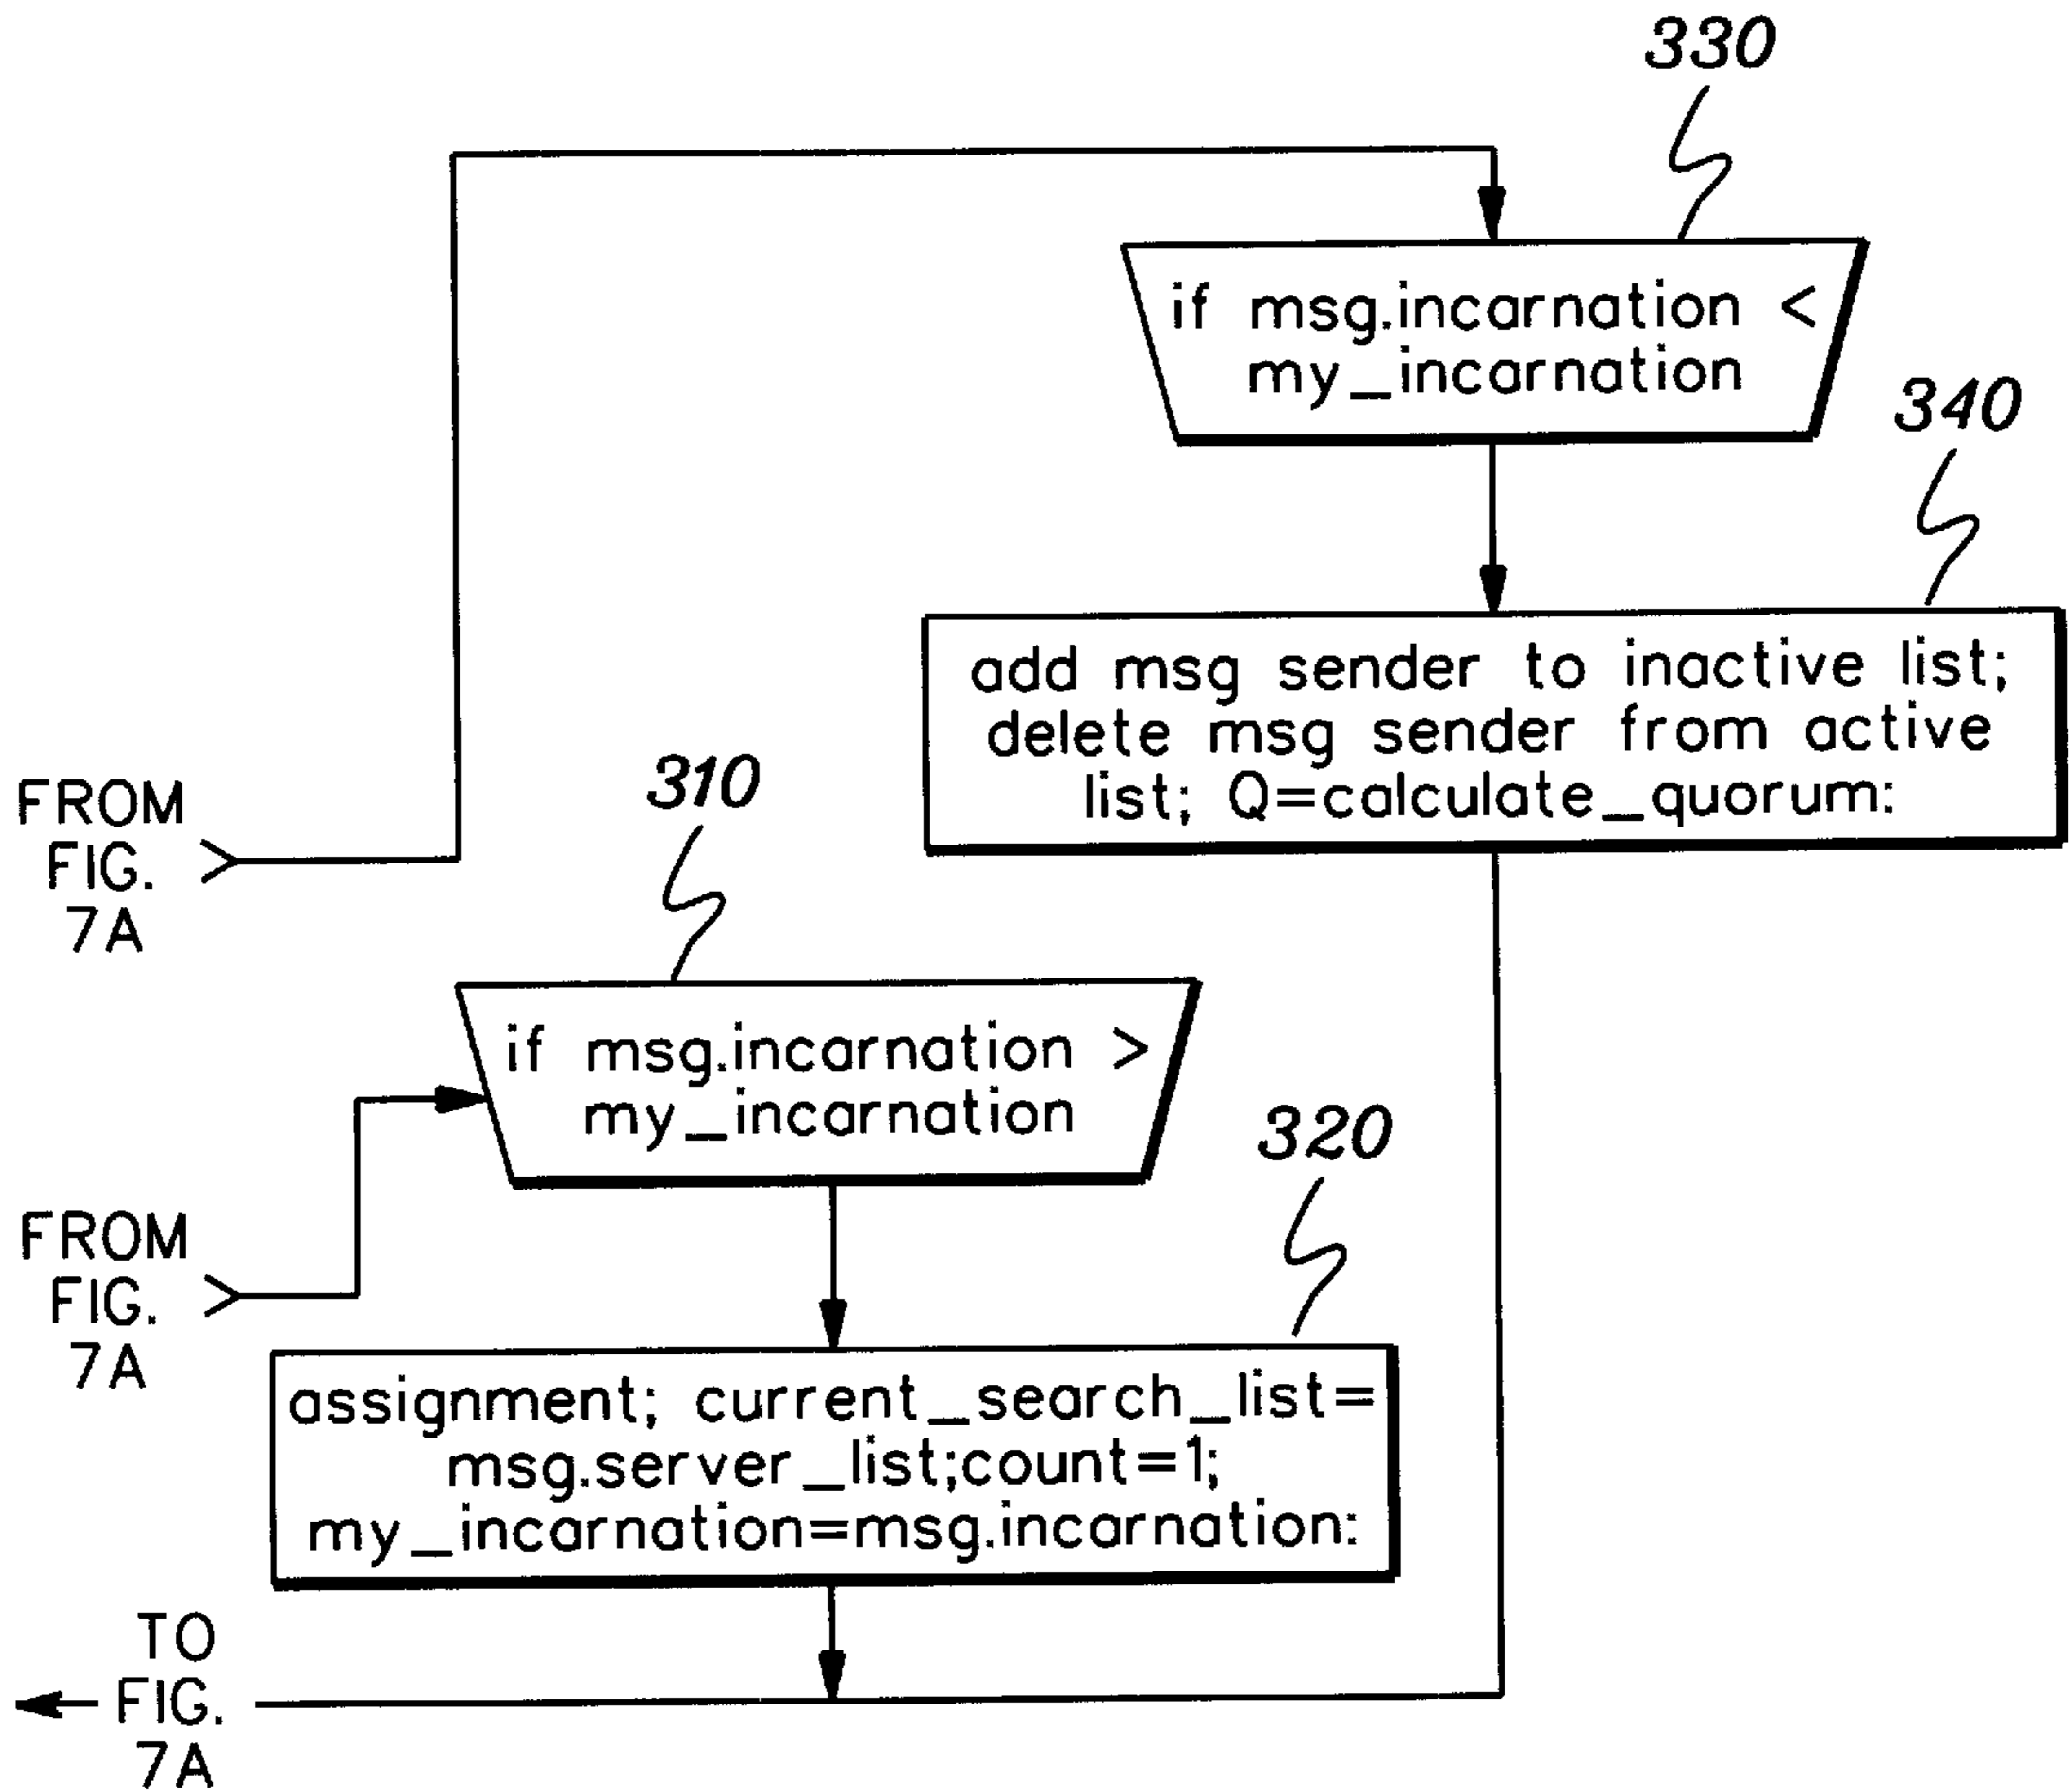 330
if msg.incarnation <
my_incarnation
340
add msg sender to inactive list;
delete msg sender from active
list; Q=calculate_quorum:
FROM
FIG.
7A
310
if msg.incarnation >
my_incarnation
FROM
FIG.
7A
320
assignment; current_search_list=
msg.server_list;count=1;
my_incarnation=msg.incarnation:
TO
FIG.
7A